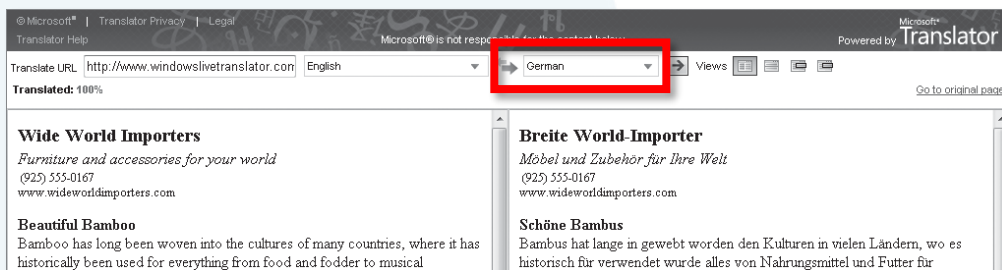 © Microsoft® | Translator Privacy | Legal
Translator Help
Microsoft® is not responsible for the content below
Powered by Microsoft® Translator
Translate URL http://www.windowslivetranslator.com English German Views
Translated: 100%
Go to original page
Wide World Importers
Furniture and accessories for your world
(925) 555-0167
www.wideworldimporters.com
Beautiful Bamboo
Bamboo has long been woven into the cultures of many countries, where it has
historically been used for everything from food and fodder to musical
Breite World-Importer
Möbel und Zubehör für Ihre Welt
(925) 555-0167
www.wideworldimporters.com
Schöne Bambus
Bambus hat lange in gewebt worden den Kulturen in vielen Ländern, wo es
historisch für verwendet wurde alles von Nahrungsmittel und Futter für